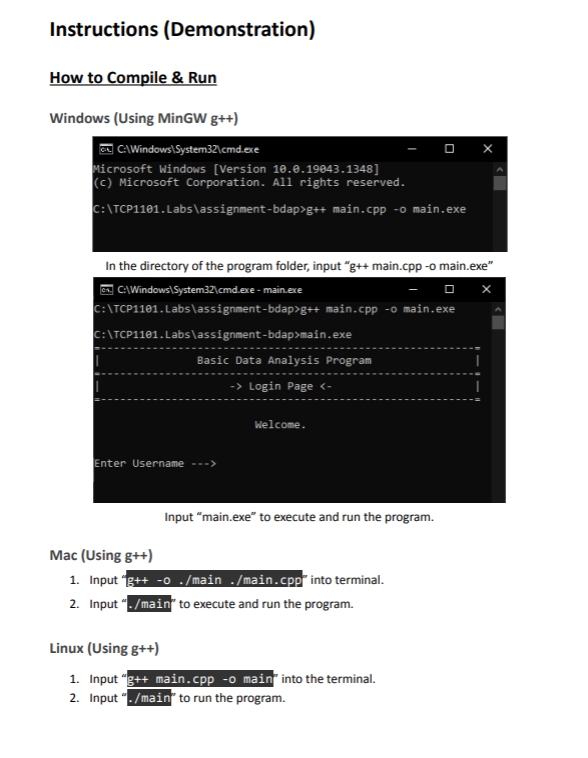 Instructions (Demonstration)
How to Compile & Run
Windows (Using MinGW g++)
C:\Windows\System32\cmd.exe
Microsoft Windows [Version 10.0.19043.1348]
(c) Microsoft Corporation. All rights reserved.
C:\TCP1101.Labs\assignment-bdap>g++ main.cpp -o main.exe
In the directory of the program folder, input “g++ main.cpp -o main.exe”
C:\Windows\System32\cmd.exe - main.exe
C:\TCP1101.Labs\assignment-bdap>g++ main.cpp -o main.exe
C:\TCP1101.Labs\assignment-bdap>main.exe
=----------------------------------------------------------=
| Basic Data Analysis Program |
=----------------------------------------------------------=
| -> Login Page <- |
=----------------------------------------------------------=
Welcome.
Enter Username --->
Input “main.exe” to execute and run the program.
Mac (Using g++)
1. Input “g++ -o ./main ./main.cpp” into terminal.
2. Input “./main” to execute and run the program.
Linux (Using g++)
1. Input “g++ main.cpp -o main” into the terminal.
2. Input “./main” to run the program.